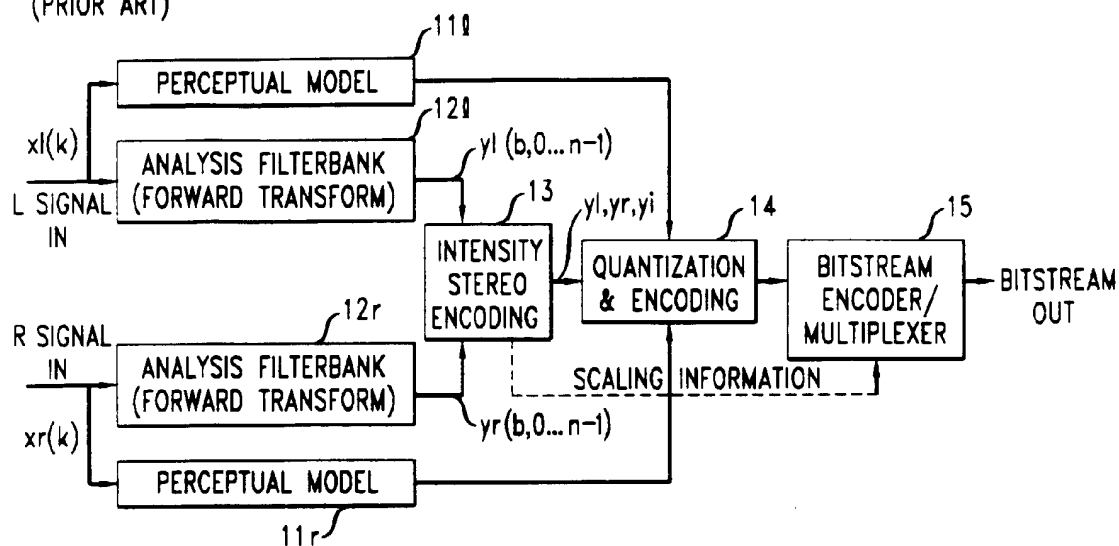 (PRIOR ART)
11l
PERCEPTUAL MODEL
12l
xl(k)
ANALYSIS FILTERBANK
(FORWARD TRANSFORM)
yl (b,0...n-1)
L SIGNAL
IN
13
yl,yr,yi
14
15
INTENSITY
STEREO
ENCODING
QUANTIZATION
& ENCODING
BITSTREAM
ENCODER/
MULTIPLEXER
BITSTREAM
OUT
12r
R SIGNAL
IN
ANALYSIS FILTERBANK
(FORWARD TRANSFORM)
SCALING INFORMATION
yr(b,0...n-1)
xr(k)
PERCEPTUAL MODEL
11r